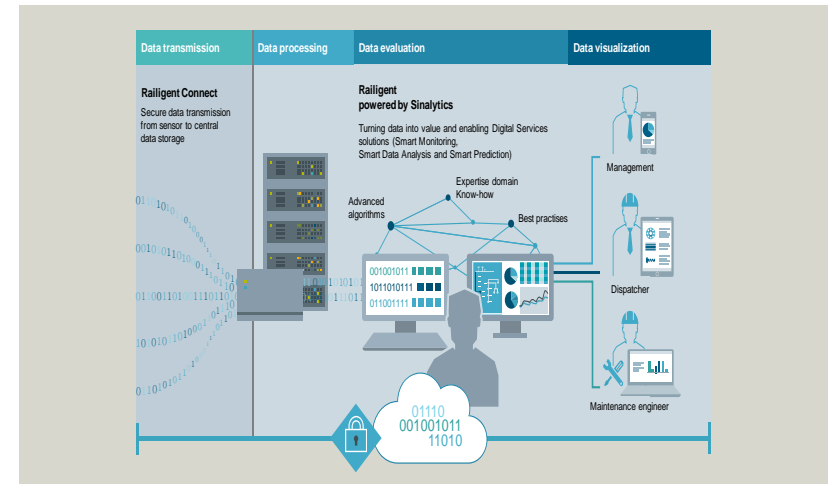 Data transmission
Data processing
Data evaluation
Data visualization
Railigent Connect
Secure data transmission
from sensor to central
data storage
Railigent
powered by Sinalytics
Turning data into value and enabling Digital Services
solutions (Smart Monitoring,
Smart Data Analysis and Smart Prediction)
Advanced
algorithms
Expertise domain
Know-how
Best practises
Management
Dispatcher
Maintenance engineer
001001011
1011010111
011001111
01110
001001011
11010